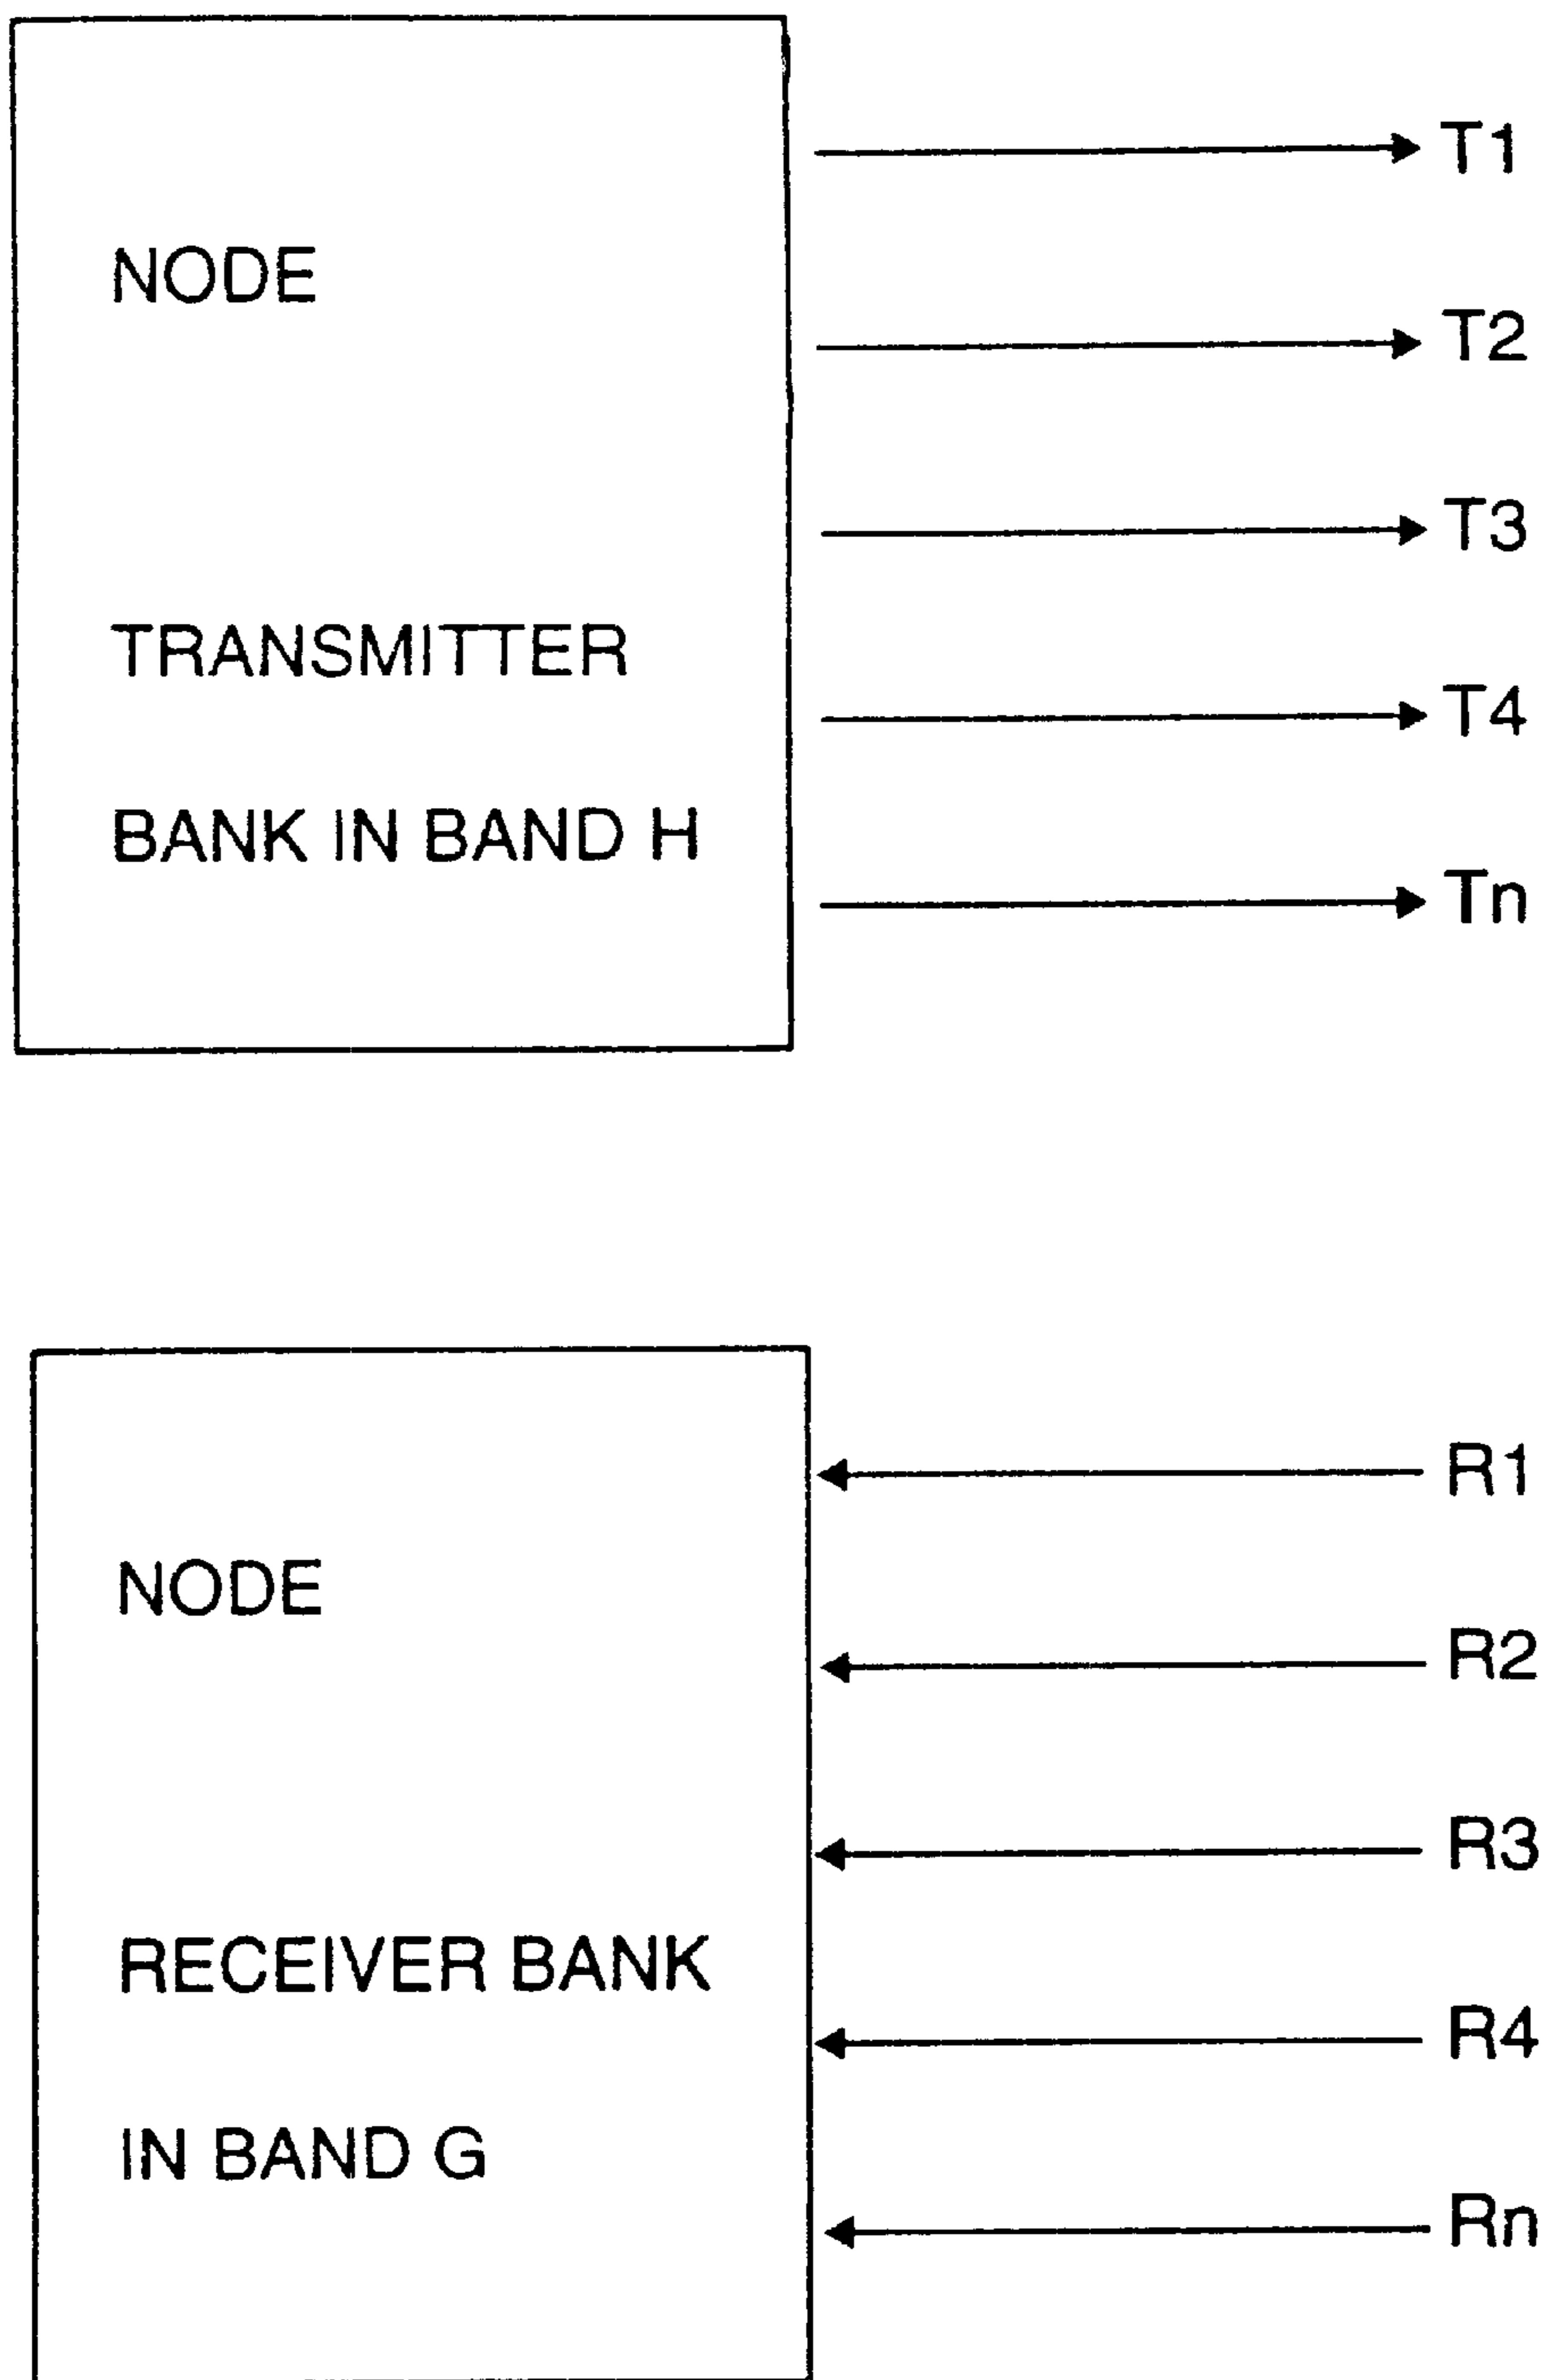 T1
NODE
T2
T3
TRANSMITTER
T4
BANK IN BAND H
Tn
R1
NODE
R2
R3
RECEIVER BANK
R4
IN BAND G
Rn